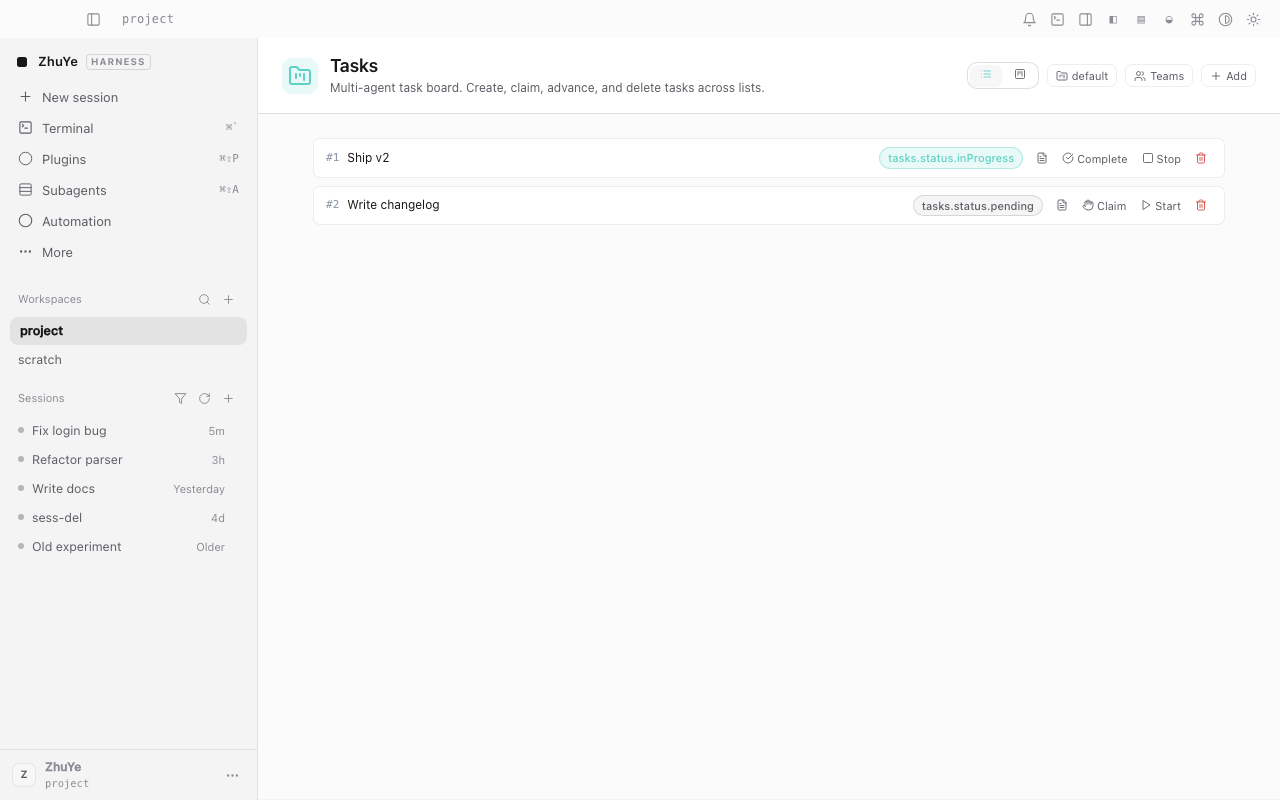 project
ZhuYe HARNESS
New session
Terminal ⌘`
Plugins ⌘⇧P
Subagents ⌘⇧A
Automation
More
Workspaces
project
scratch
Sessions
Fix login bug 5m
Refactor parser 3h
Write docs Yesterday
sess-del 4d
Old experiment Older
Z
ZhuYe
project
Tasks
Multi-agent task board. Create, claim, advance, and delete tasks across lists.
default Teams Add
#1 Ship v2 tasks.status.inProgress Complete Stop
#2 Write changelog tasks.status.pending Claim Start